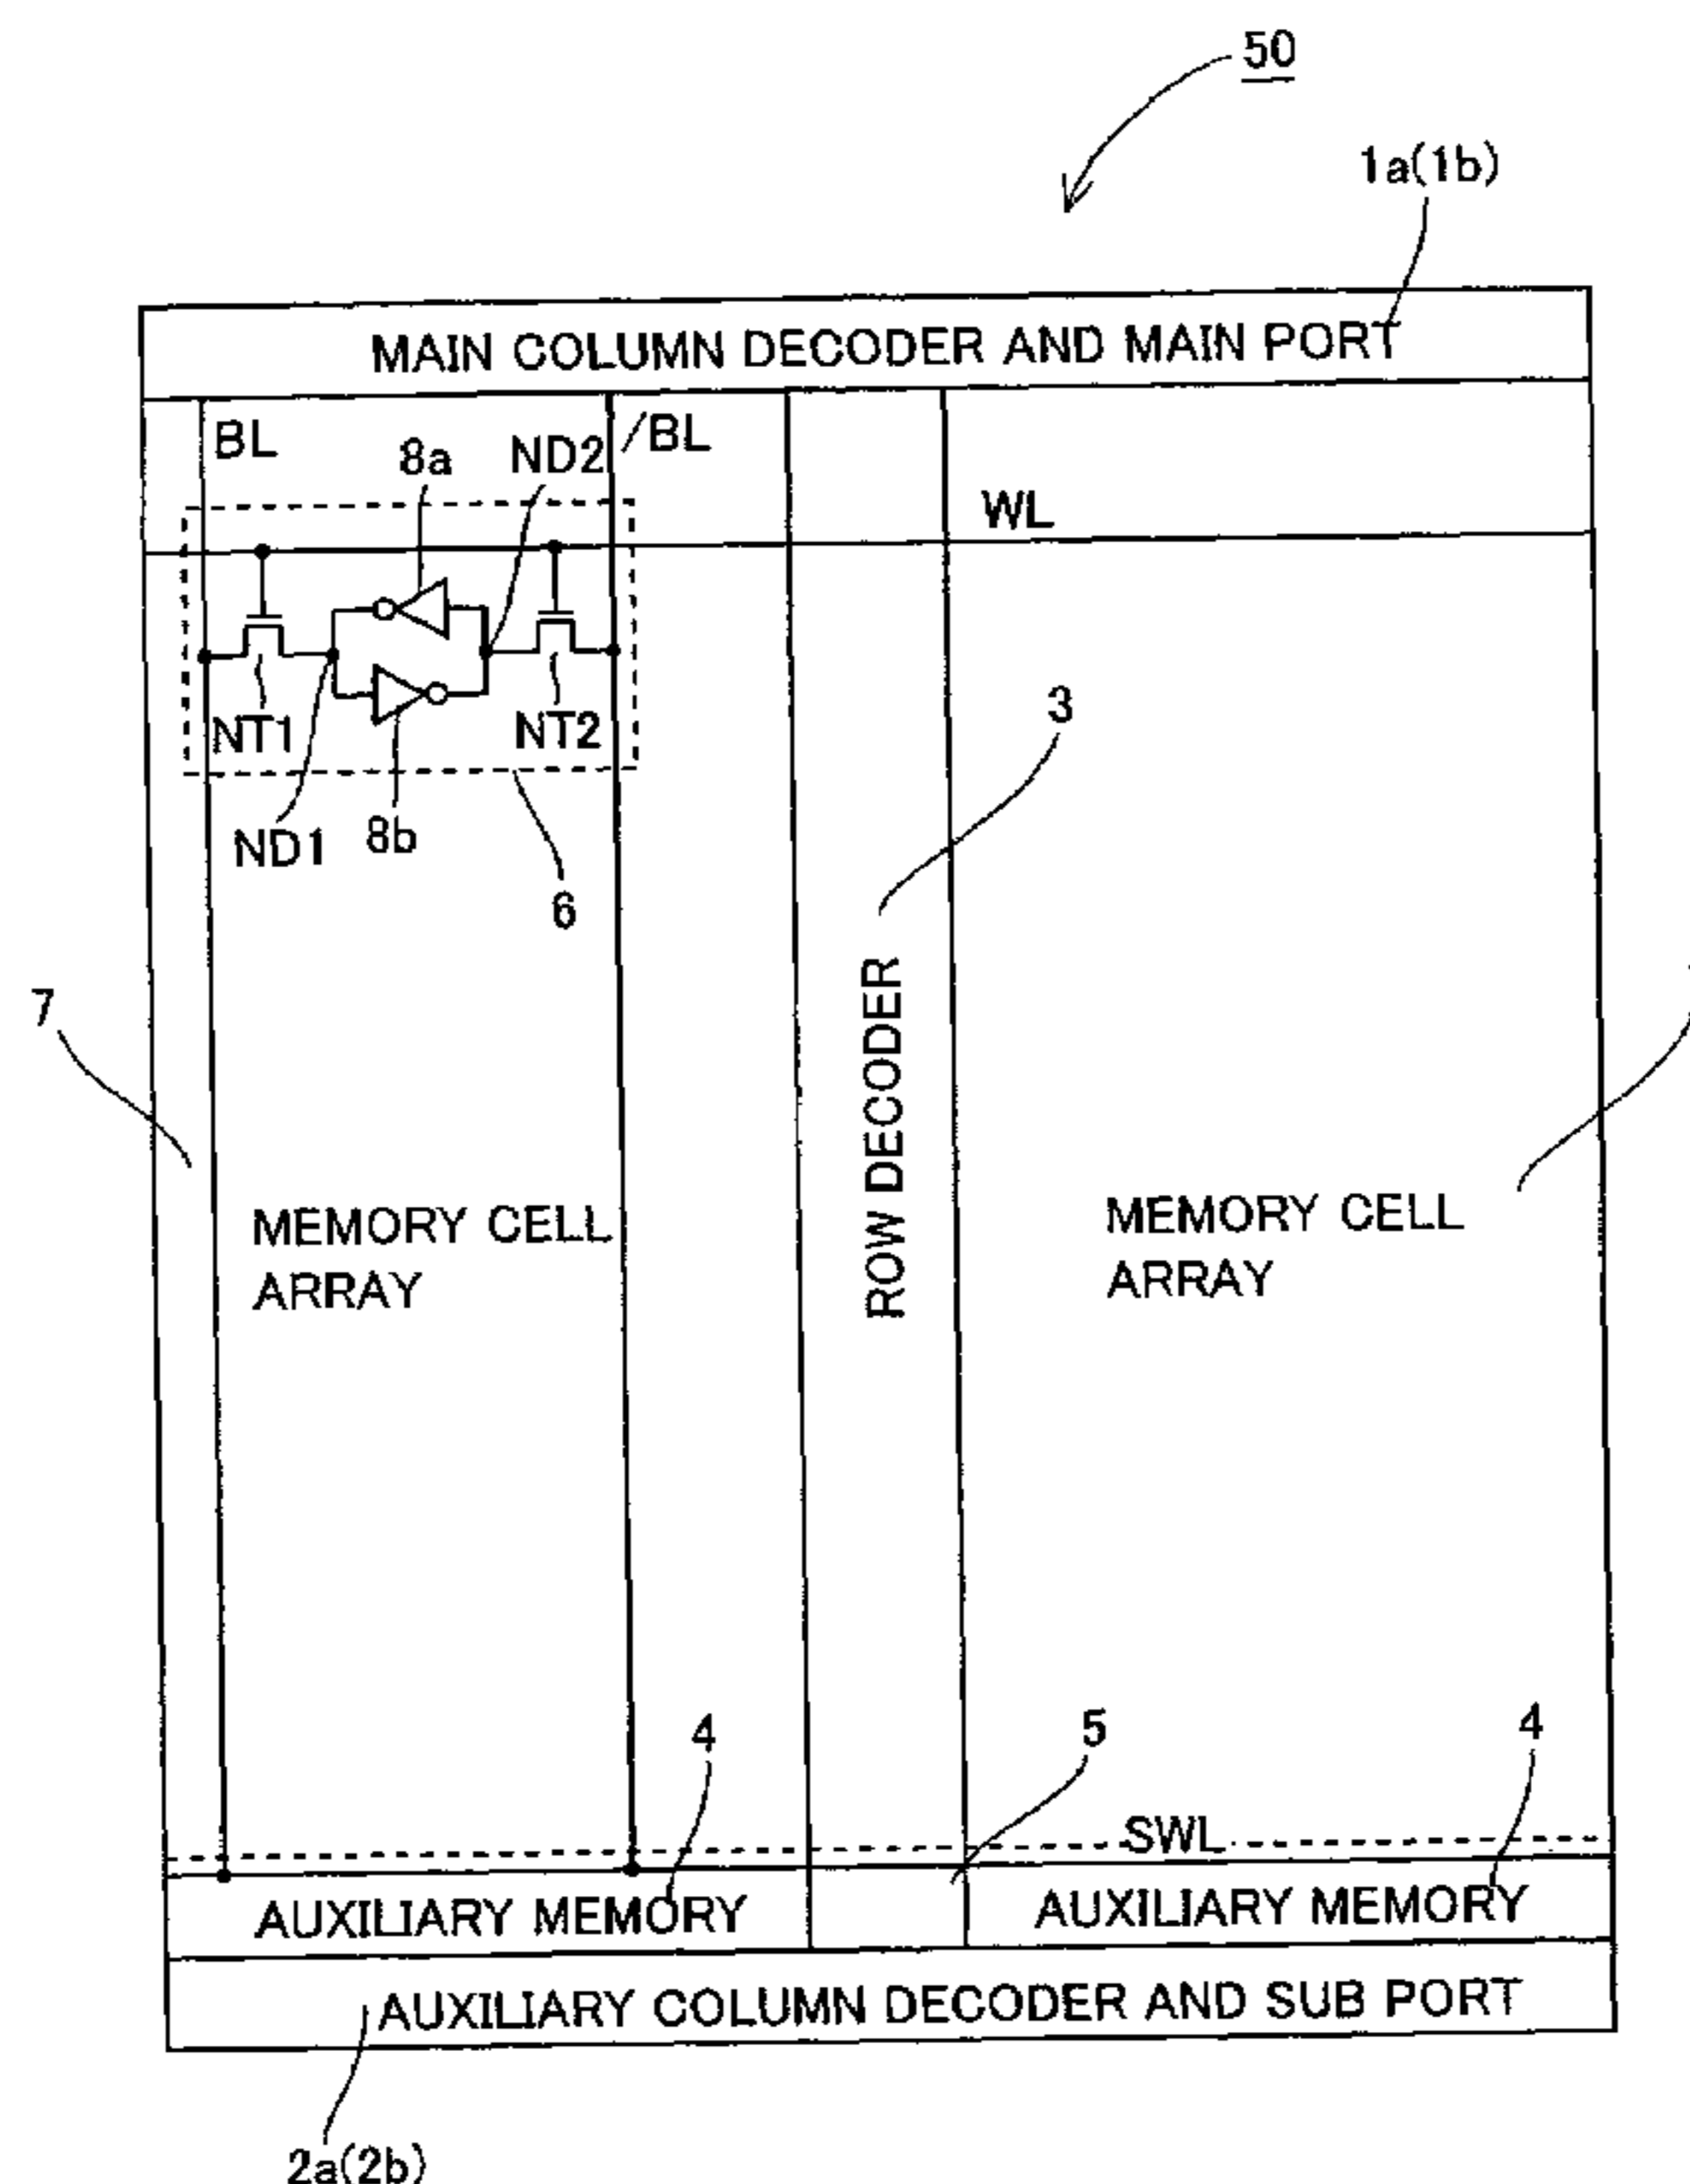 50
1a(1b)
MAIN COLUMN DECODER AND MAIN PORT
BL
8a
ND2
/BL
WL
NT1
NT2
3
ND1
8b
6
7
ROW DECODER
MEMORY CELL
ARRAY
MEMORY CELL
ARRAY
4
5
4
SWL
AUXILIARY MEMORY
AUXILIARY MEMORY
AUXILIARY COLUMN DECODER AND SUB PORT
2a(2b)